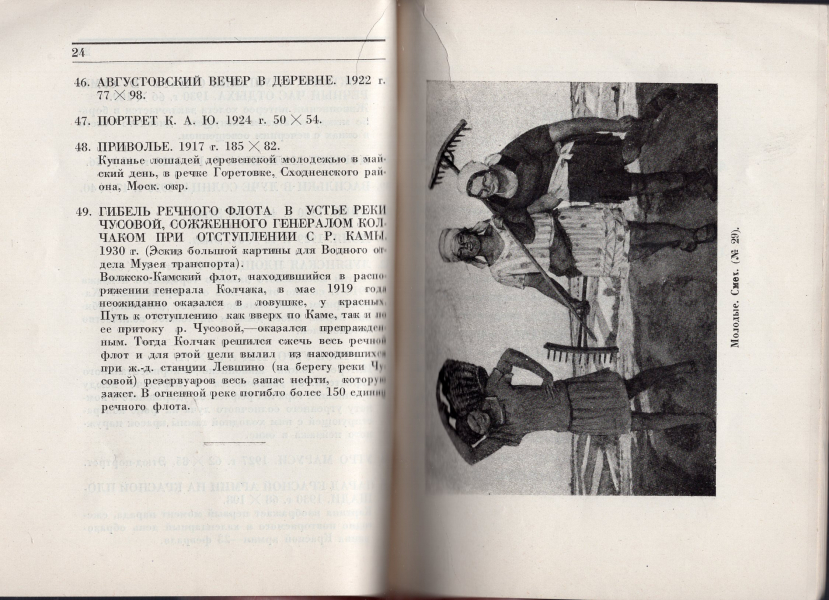 24
46. АВГУСТОВСКИЙ ВЕЧЕР В ДЕРЕВНЕ. 1922 г.
77 × 98.
47. ПОРТРЕТ К. А. Ю. 1924 г. 50 × 54.
48. ПРИВОЛЬЕ. 1917 г. 185 × 82.
Купанье лошадей деревенской молодежью в май-
ский день, в речке Горетовке, Сходненского рай-
она, Моск. окр.
49. ГИБЕЛЬ РЕЧНОГО ФЛОТА В УСТЬЕ РЕКИ
ЧУСОВОЙ, СОЖЖЕННОГО ГЕНЕРАЛОМ КОЛ-
ЧАКОМ ПРИ ОТСТУПЛЕНИИ С Р. КАМЫ.
1930 г. (Эскиз большой картины для Водного от-
дела Музея транспорта).
Волжско-Камский флот, находившийся в распо-
ряжении генерала Колчака, в мае 1919 года
неожиданно оказался в ловушке, у красных.
Путь к отступлению как вверх по Каме, так и по
ее притоку р. Чусовой,—оказался прегражден-
ным. Тогда Колчак решился сжечь весь речной
флот и для этой цели вылил из находившихся
при ж.-д. станции Левшино (на берегу реки Чу-
совой) резервуаров весь запас нефти, которую
зажег. В огненной реке погибло более 150 единиц
речного флота.
Молодые. Смех. (№ 29).